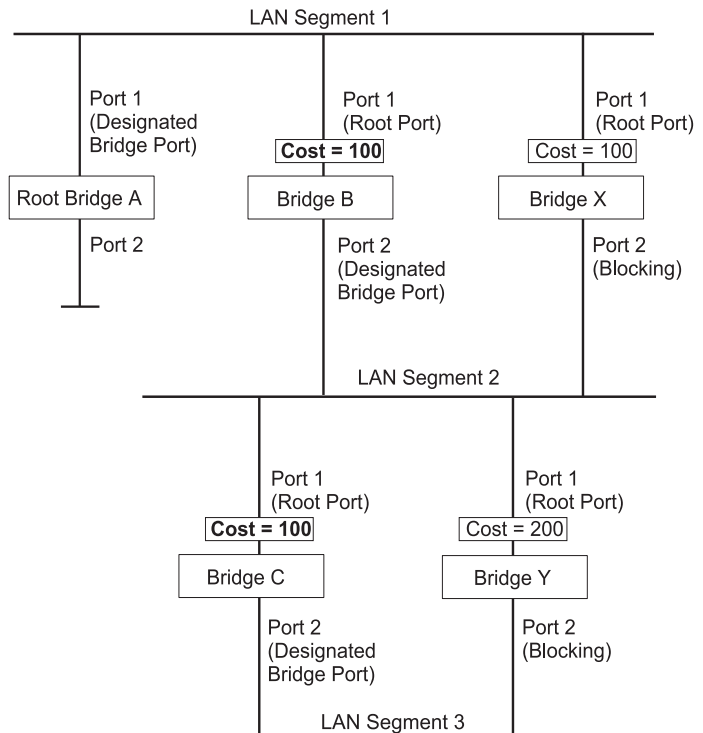 LAN Segment 1
Port 1
(Designated
Bridge Port)
Port 1
(Root Port)
Cost = 100
Port 1
(Root Port)
Cost = 100
Root Bridge A
Bridge B
Bridge X
Port 2
Port 2
(Designated
Bridge Port)
Port 2
(Blocking)
LAN Segment 2
Port 1
(Root Port)
Cost = 100
Port 1
(Root Port)
Cost = 200
Bridge C
Bridge Y
Port 2
(Designated
Bridge Port)
Port 2
(Blocking)
LAN Segment 3